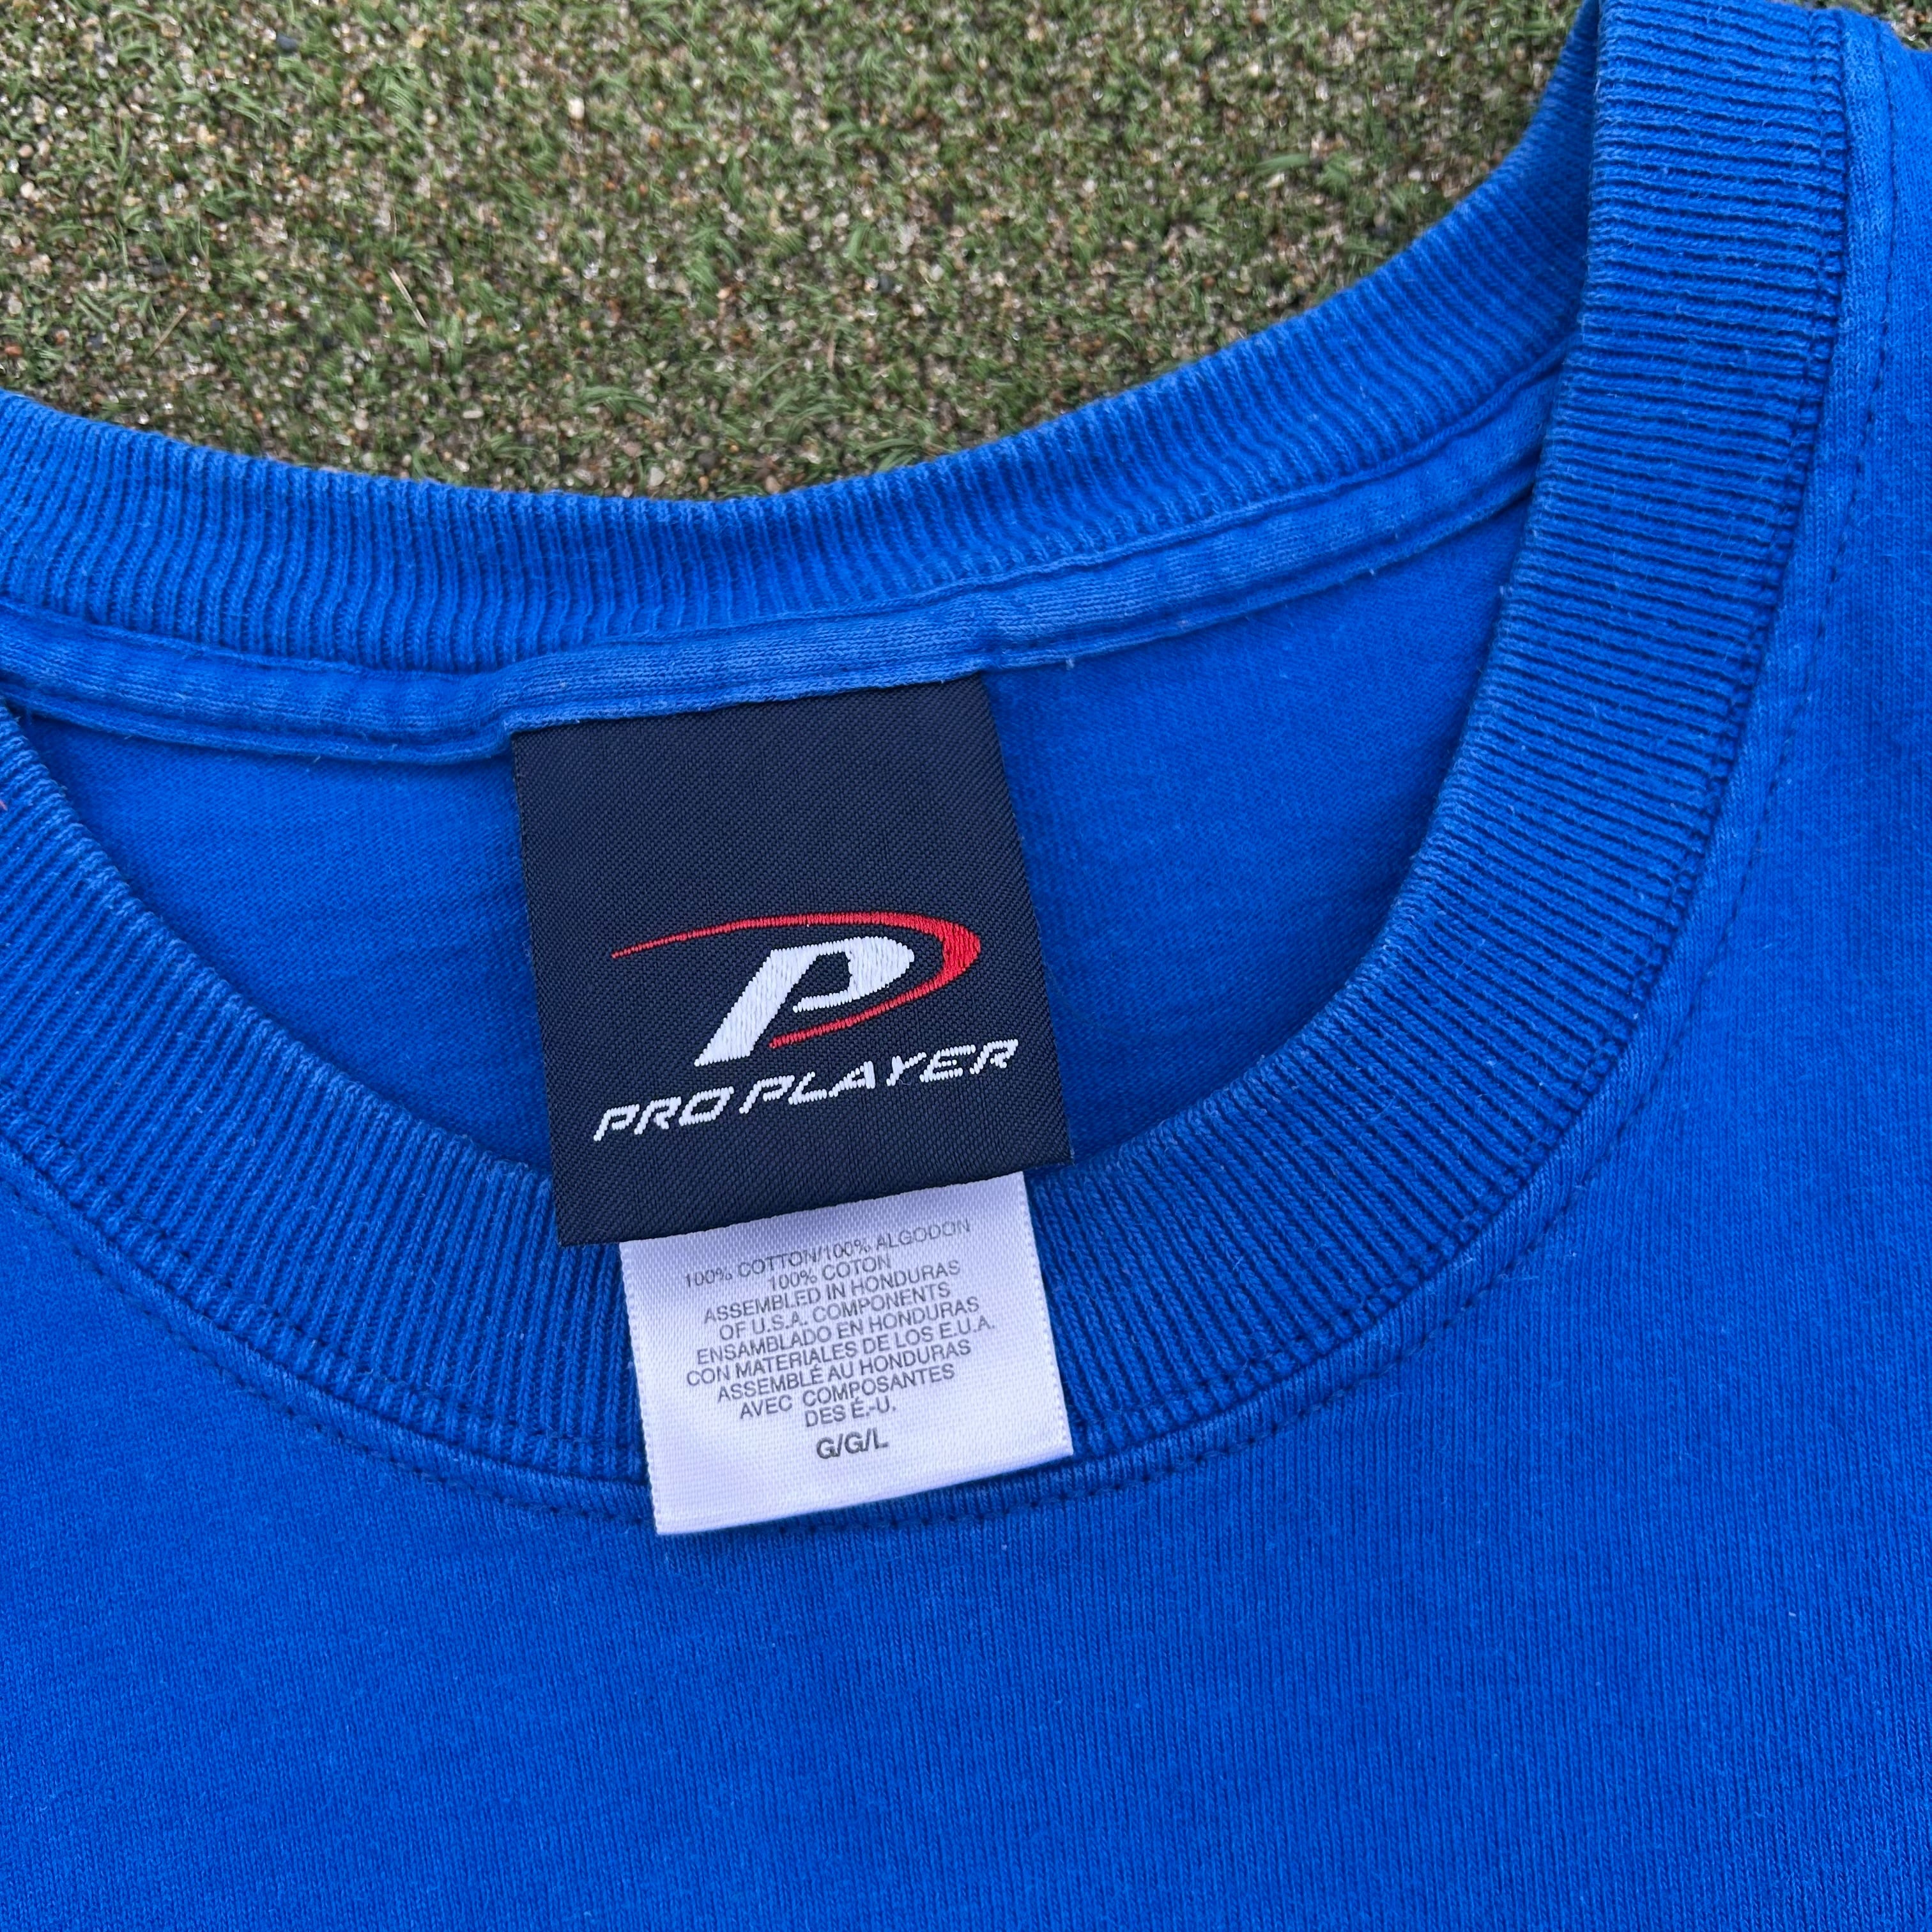 P
PRO PLAYER
100% COTTON/100% ALGODON
100% COTON
ASSEMBLED IN HONDURAS
OF U.S.A. COMPONENTS
ENSAMBLADO EN HONDURAS
CON MATERIALES DE LOS E.U.A.
ASSEMBLÉ AU HONDURAS
AVEC COMPOSANTES
DES É.-U.
G/G/L